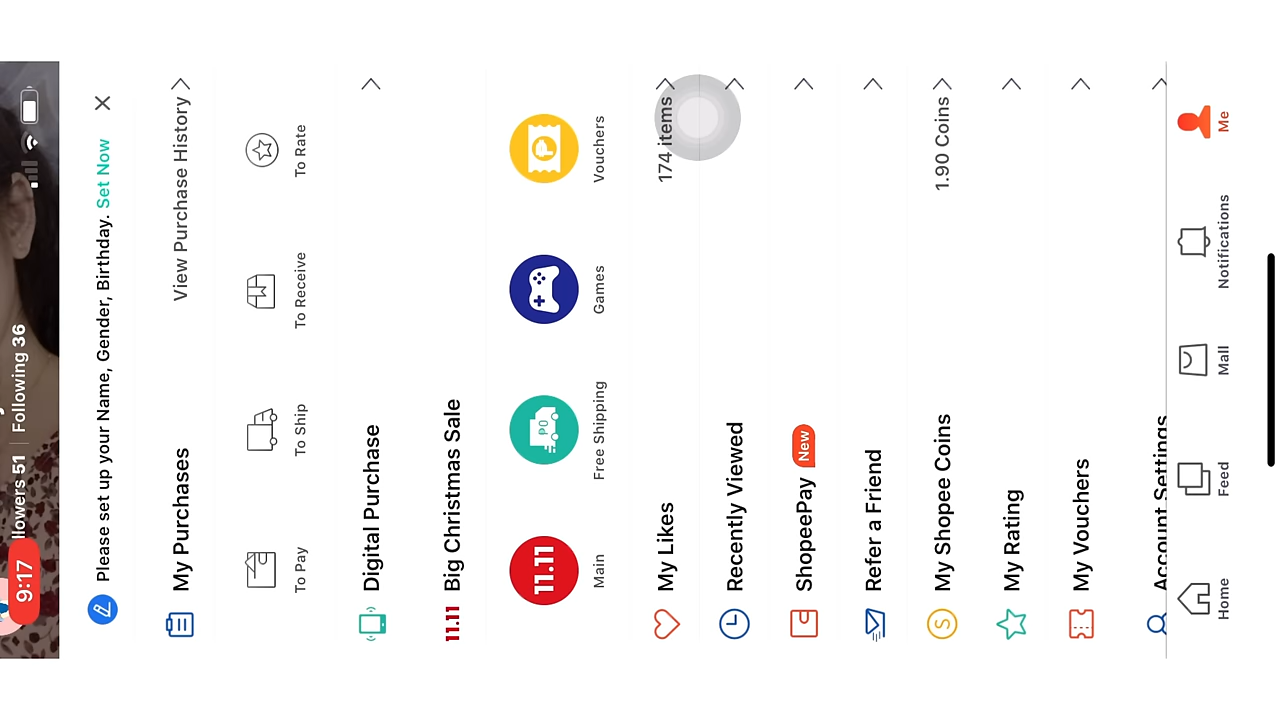 9:17
llowers 51 | Following 36
Please set up your Name, Gender, Birthday. Set Now
My Purchases View Purchase History
To Pay To Ship To Receive To Rate
Digital Purchase
11.11 Big Christmas Sale
11.11 P
Main Free Shipping Games Vouchers
My Likes 174 items
Recently Viewed
ShopeePay New
Refer a Friend
S My Shopee Coins 1.90 Coins
My Rating
My Vouchers
Account Settings
Home Feed Mall Notifications Me